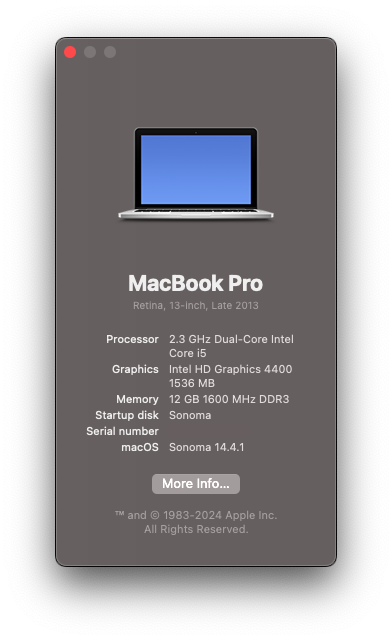 MacBook Pro
Retina, 13-inch, Late 2013
Processor 2.3 GHz Dual-Core Intel
Core i5
Graphics Intel HD Graphics 4400
1536 MB
Memory 12 GB 1600 MHz DDR3
Startup disk Sonoma
Serial number
macOS Sonoma 14.4.1
More Info...
™ and © 1983-2024 Apple Inc.
All Rights Reserved.